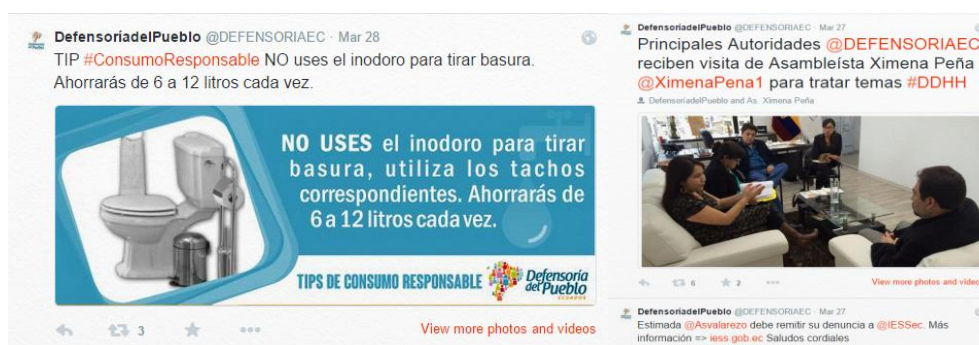 DefensoriadelPueblo @DEFENSORIAEC · Mar 28
TIP #ConsumoResponsable NO uses el inodoro para tirar basura.
Ahorrarás de 6 a 12 litros cada vez.
NO USES el inodoro para tirar
basura, utiliza los tachos
correspondientes. Ahorrarás de
6 a 12 litros cada vez.
TIPS DE CONSUMO RESPONSABLE
Defensoría
del Pueblo
ECUADOR
3
View more photos and videos
DefensoriadelPueblo @DEFENSORIAEC · Mar 27
Principales Autoridades @DEFENSORIAEC
reciben visita de Asambleísta Ximena Peña
@XimenaPena1 para tratar temas #DDHH
DefensoriadelPueblo and As. Ximena Peña
6 2
View more photos and video
DefensoriadelPueblo @DEFENSORIAEC · Mar 27
Estimada @Asvalarezo debe remitir su denuncia a @IESSec. Más
información => iess.gob.ec Saludos cordiales